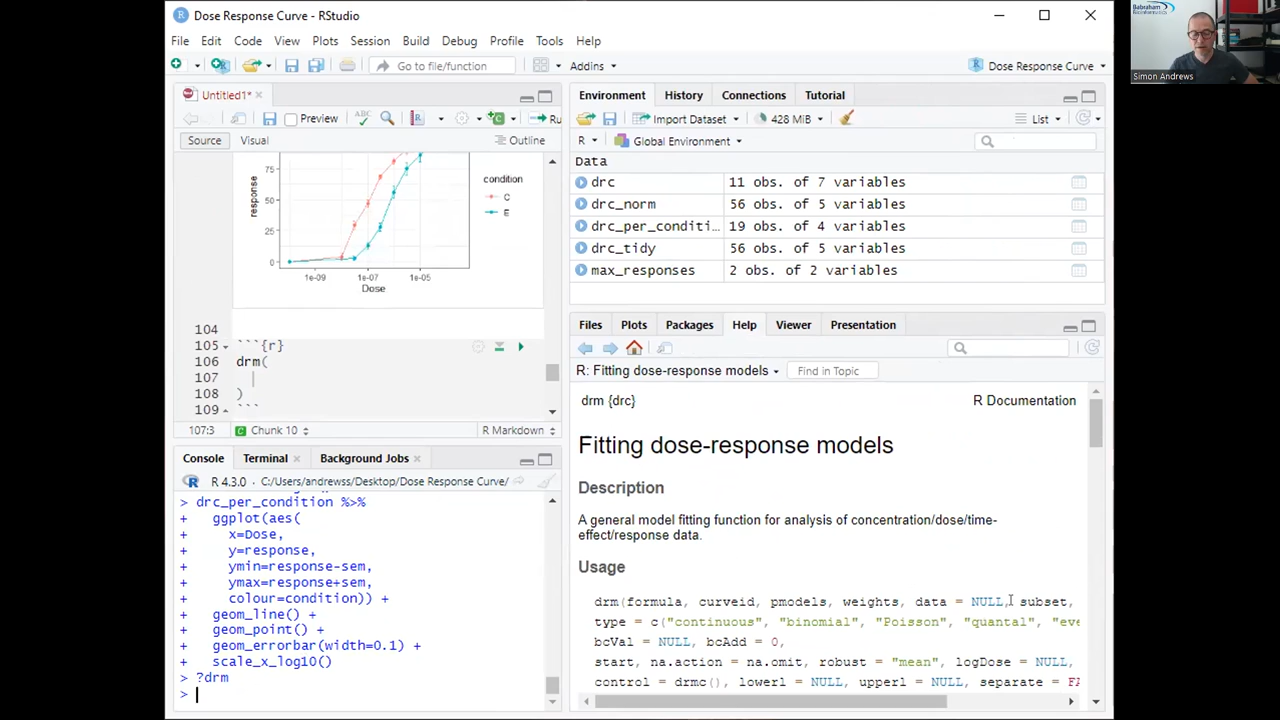 Dose Response Curve - RStudio
File Edit Code View Plots Session Build Debug Profile Tools Help
Go to file/function Addins Dose Response Curve
Untitled1*
Preview ABC Ru
Source Visual Outline
75
response
50
25
0
1e-09 1e-07 1e-05
Dose
condition
C
E
104
105 ```{r}
106 drm(
107
108 )
109 ```
107:3 Chunk 10 R Markdown
Console Terminal Background Jobs
R 4.3.0 · C:/Users/andrewss/Desktop/Dose Response Curve/
> drc_per_condition %>%
+ ggplot(aes(
+ x=Dose,
+ y=response,
+ ymin=response-sem,
+ ymax=response+sem,
+ colour=condition)) +
+ geom_line() +
+ geom_point() +
+ geom_errorbar(width=0.1) +
+ scale_x_log10()
> ?drm
>
Environment History Connections Tutorial
Import Dataset 428 MiB List
R Global Environment
Data
drc 11 obs. of 7 variables
drc_norm 56 obs. of 5 variables
drc_per_conditi… 19 obs. of 4 variables
drc_tidy 56 obs. of 5 variables
max_responses 2 obs. of 2 variables
Files Plots Packages Help Viewer Presentation
R: Fitting dose-response models Find in Topic
drm {drc} R Documentation
Fitting dose-response models
Description
A general model fitting function for analysis of concentration/dose/time-
effect/response data.
Usage
drm(formula, curveid, pmodels, weights, data = NULL, subset,
type = c("continuous", "binomial", "Poisson", "quantal", "eve
bcVal = NULL, bcAdd = 0,
start, na.action = na.omit, robust = "mean", logDose = NULL,
control = drmc(), lowerl = NULL, upperl = NULL, separate = FA
Babraham
Bioinformatics
Simon Andrews